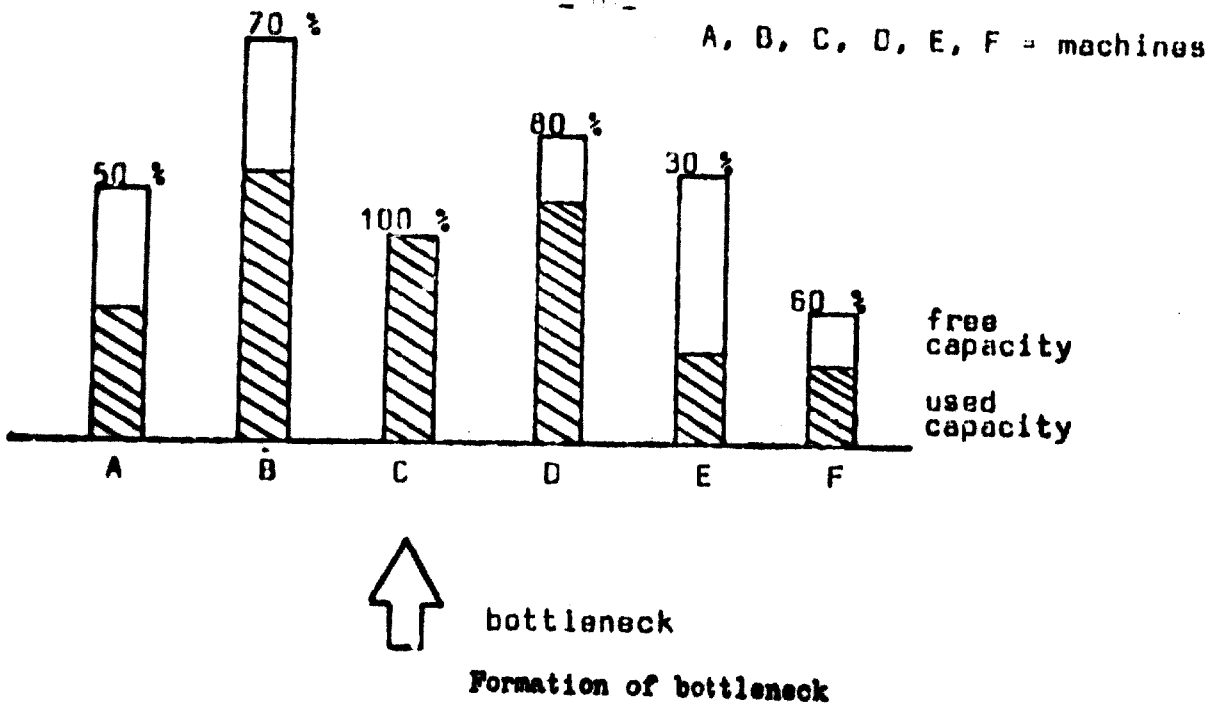 70 %
A, B, C, D, E, F = machines
80 %
50 %
30 %
100 %
60 %
free
capacity
used
capacity
A B C D E F
bottleneck
Formation of bottleneck